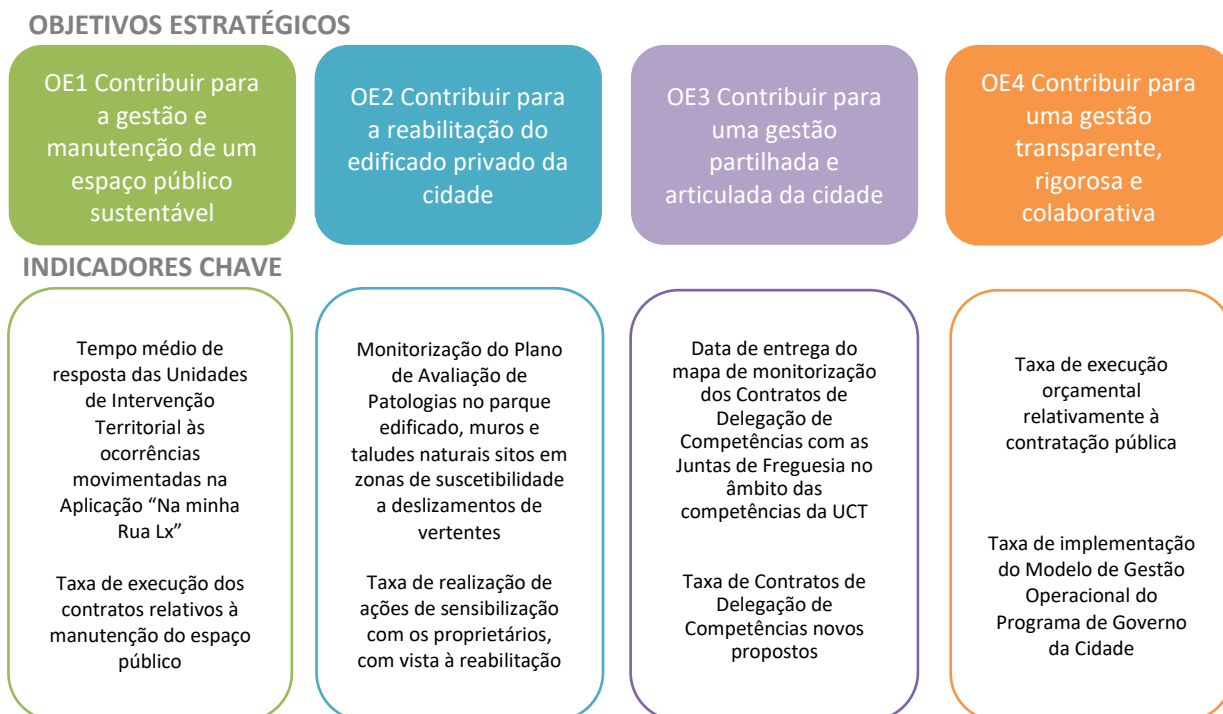 OBJETIVOS ESTRATÉGICOS
OE1 Contribuir para
a gestão e
manutenção de um
espaço público
sustentável
OE2 Contribuir para
a reabilitação do
edificado privado da
cidade
OE3 Contribuir para
uma gestão
partilhada e
articulada da cidade
OE4 Contribuir para
uma gestão
transparente,
rigorosa e
colaborativa
INDICADORES CHAVE
Tempo médio de
resposta das Unidades
de Intervenção
Territorial às
ocorrências
movimentadas na
Aplicação “Na minha
Rua Lx”
Taxa de execução dos
contratos relativos à
manutenção do espaço
público
Monitorização do Plano
de Avaliação de
Patologias no parque
edificado, muros e
taludes naturais sitos em
zonas de suscetibilidade
a deslizamentos de
vertentes
Taxa de realização de
ações de sensibilização
com os proprietários,
com vista à reabilitação
Data de entrega do
mapa de monitorização
dos Contratos de
Delegação de
Competências com as
Juntas de Freguesia no
âmbito das
competências da UCT
Taxa de Contratos de
Delegação de
Competências novos
propostos
Taxa de execução
orçamental
relativamente à
contratação pública
Taxa de implementação
do Modelo de Gestão
Operacional do
Programa de Governo
da Cidade